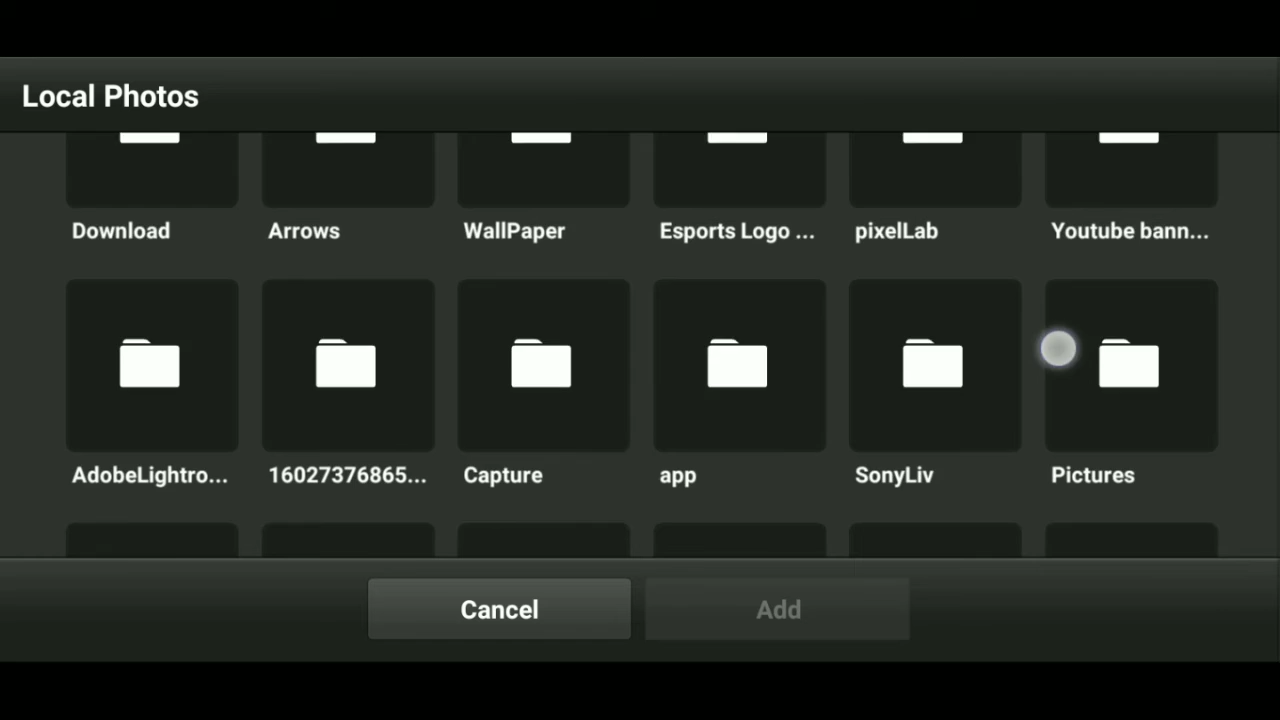 Local Photos
Download Arrows WallPaper Esports Logo ... pixelLab Youtube bann...
AdobeLightro... 16027376865... Capture app SonyLiv Pictures
Cancel Add